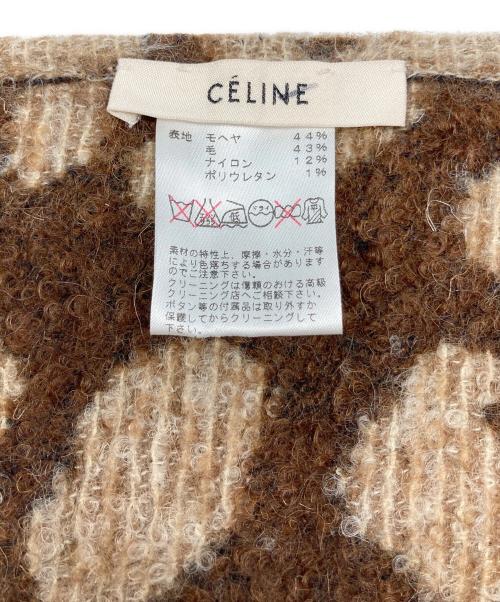 CÉLINE
表地 モヘヤ 44%
毛 43%
ナイロン 12%
ポリウレタン 1%
低
素材の特性上、摩擦・水分・汗等
により色落ちする場合があります
のでご注意下さい。
クリーニングは信頼のおける高級
クリーニング店へご相談下さい。
ボタン等の付属品は取り外すか
保護してからクリーニングして
下さい。